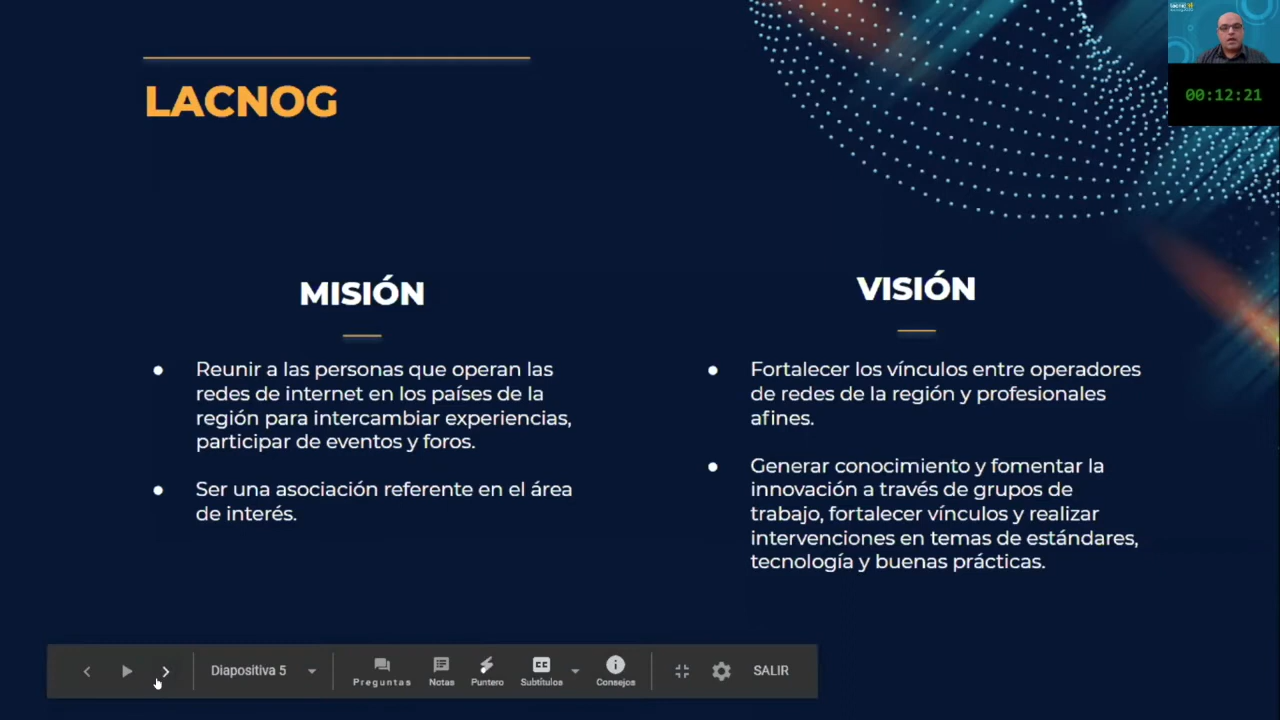 00:12:21
LACNOG
MISIÓN
● Reunir a las personas que operan las
redes de internet en los países de la
región para intercambiar experiencias,
participar de eventos y foros.
● Ser una asociación referente en el área
de interés.
VISIÓN
● Fortalecer los vínculos entre operadores
de redes de la región y profesionales
afines.
● Generar conocimiento y fomentar la
innovación a través de grupos de
trabajo, fortalecer vínculos y realizar
intervenciones en temas de estándares,
tecnología y buenas prácticas.
Diapositiva 5
Preguntas
Notas
Puntero
CC
Subtítulos
Consejos
SALIR